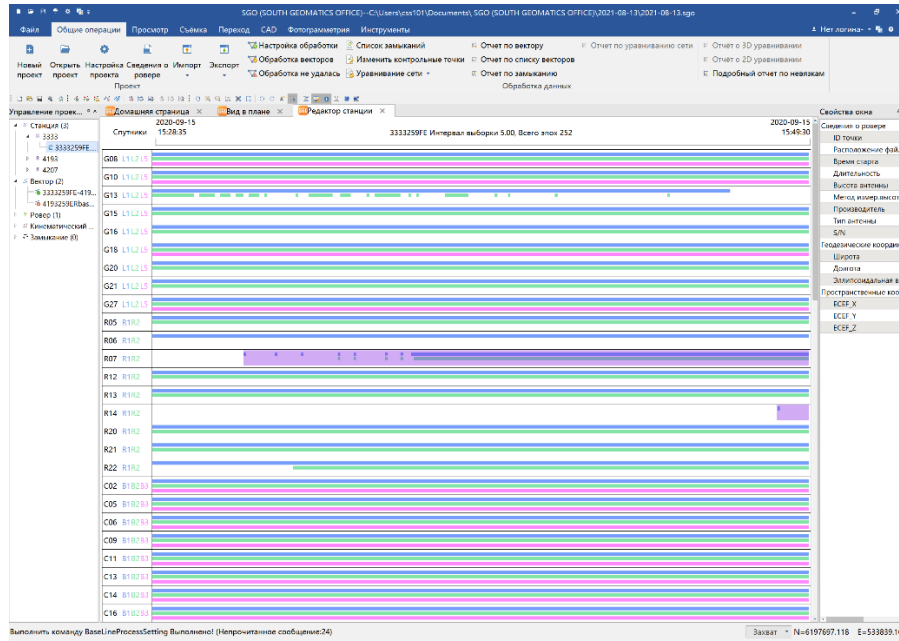 SGO (SOUTH GEOMATICS OFFICE)--C:\Users\css101\Documents\ SGO (SOUTH GEOMATICS OFFICE)\2021-08-13\2021-08-13.sgo
Файл Общие операции Просмотр Съёмка Переход CAD Фотограмметрия Инструменты Нет логина-
Новый проект
Открыть проект
Настройка проекта
Сведения о ровере
Импорт
Экспорт
Проект
Настройка обработки
Обработка векторов
Обработка не удалась
Список замыканий
Изменить контрольные точки
Уравнивание сети
Отчет по вектору
Отчет по списку векторов
Отчет по замыканию
Отчет по уравниванию сети
Отчёт о 3D уравнивании
Отчёт о 2D уравнивании
Подробный отчет по невязкам
Обработка данных
Управление проек...
Станция (3)
3333
3333259FE...
4193
4207
Вектор (2)
3333259FE-419...
4193259ERbas...
Ровер (1)
Кинематический ...
Замыкание (0)
Домашняя страница
Вид в плане
Редактор станции
Спутники
2020-09-15
15:28:35
3333259FE Интервал выборки 5.00, Всего эпох 252
2020-09-15
15:49:30
G08 L1L2L5
G10 L1L2L5
G13 L1L2L5
G15 L1L2L5
G16 L1L2L5
G18 L1L2L5
G20 L1L2L5
G21 L1L2L5
G27 L1L2L5
R05 R1R2
R06 R1R2
R07 R1R2
R12 R1R2
R13 R1R2
R14 R1R2
R20 R1R2
R21 R1R2
R22 R1R2
C02 B1B2B3
C05 B1B2B3
C06 B1B2B3
C09 B1B2B3
C11 B1B2B3
C13 B1B2B3
C14 B1B2B3
C16 B1B2B3
Свойства окна
Сведения о ровере
ID точки
Расположение фай
Время старта
Длительность
Высота антенны
Метод измер.высот
Производитель
Тип антенны
S/N
Геодезические координ
Широта
Долгота
Эллипсоидальная в
Пространственные коо
ECEF_X
ECEF_Y
ECEF_Z
Выполнить команду BaseLineProcessSetting Выполнено! (Непрочитанное сообщение:24)
Захват N=6197697.118 E=533839.1